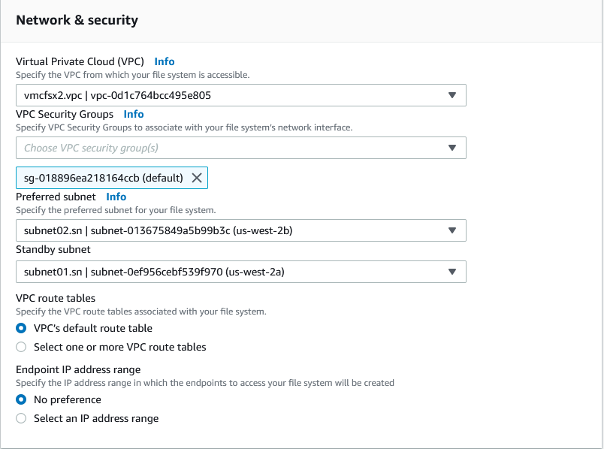 Network & security
Virtual Private Cloud (VPC) Info
Specify the VPC from which your file system is accessible.
vmcfsx2.vpc | vpc-0d1c764bcc495e805
VPC Security Groups Info
Specify VPC Security Groups to associate with your file system's network interface.
Choose VPC security group(s)
sg-018896ea218164ccb (default)
Preferred subnet Info
Specify the preferred subnet for your file system.
subnet02.sn | subnet-013675849a5b99b3c (us-west-2b)
Standby subnet
subnet01.sn | subnet-0ef956cebf539f970 (us-west-2a)
VPC route tables
Specify the VPC route tables associated with your file system.
VPC's default route table
Select one or more VPC route tables
Endpoint IP address range
Specify the IP address range in which the endpoints to access your file system will be created
No preference
Select an IP address range